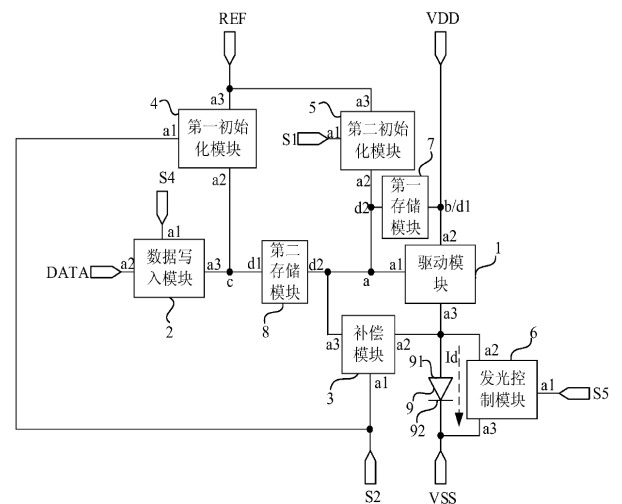 REF
VDD
4
a3
5
a3
a1
第一初始
化模块
S1
a1
第二初始
化模块
7
a2
a2
S4
第一
存储
模块
d2
b/d1
a1
a2
DATA
a2
数据写
入模块
a3
c
d1
第二
存储
模块
d2
a
a1
驱动模
块
1
2
8
a3
补偿
模块
a3
a2
91
Id
a2
6
3
a1
9
发光控
制模块
a1
S5
92
a3
S2
VSS